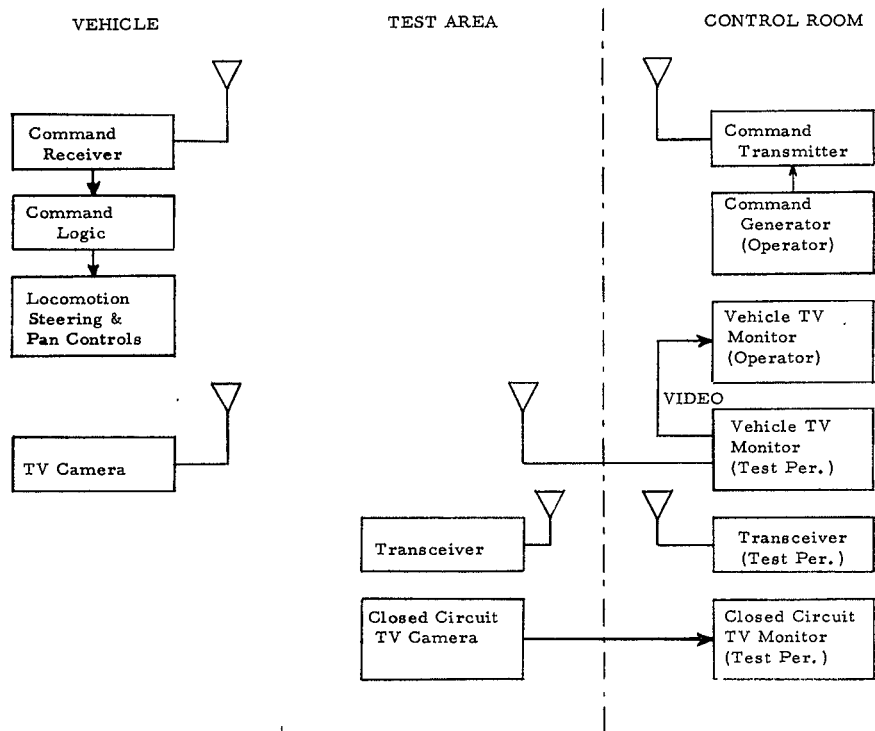 VEHICLE
TEST AREA
CONTROL ROOM
Command
Receiver
Command
Logic
Locomotion
Steering &
Pan Controls
TV Camera
Transceiver
Closed Circuit
TV Camera
Command
Transmitter
Command
Generator
(Operator)
Vehicle TV
Monitor
(Operator)
VIDEO
Vehicle TV
Monitor
(Test Per.)
Transceiver
(Test Per.)
Closed Circuit
TV Monitor
(Test Per.)